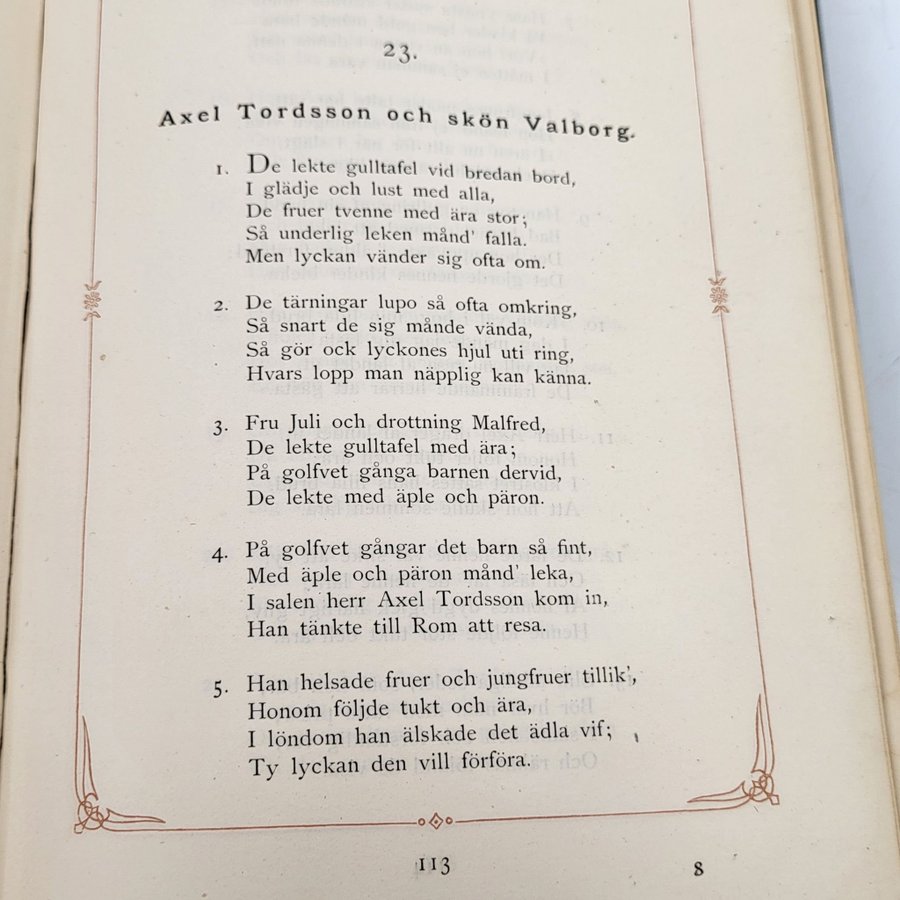 23.
Axel Tordsson och skön Valborg.
1. De lekte gulltafel vid bredan bord,
I glädje och lust med alla,
De fruer tvenne med ära stor;
Så underlig leken månd' falla.
Men lyckan vänder sig ofta om.
2. De tärningar lupo så ofta omkring,
Så snart de sig månde vända,
Så gör ock lyckones hjul uti ring,
Hvars lopp man näpplig kan känna.
3. Fru Juli och drottning Malfred,
De lekte gulltafel med ära;
På golfvet gånga barnen dervid,
De lekte med äple och päron.
4. På golfvet gångar det barn så fint,
Med äple och päron månd' leka,
I salen herr Axel Tordsson kom in,
Han tänkte till Rom att resa.
5. Han helsade fruer och jungfruer tillik',
Honom följde tukt och ära,
I löndom han älskade det ädla vif;
Ty lyckan den vill förföra.
113
8